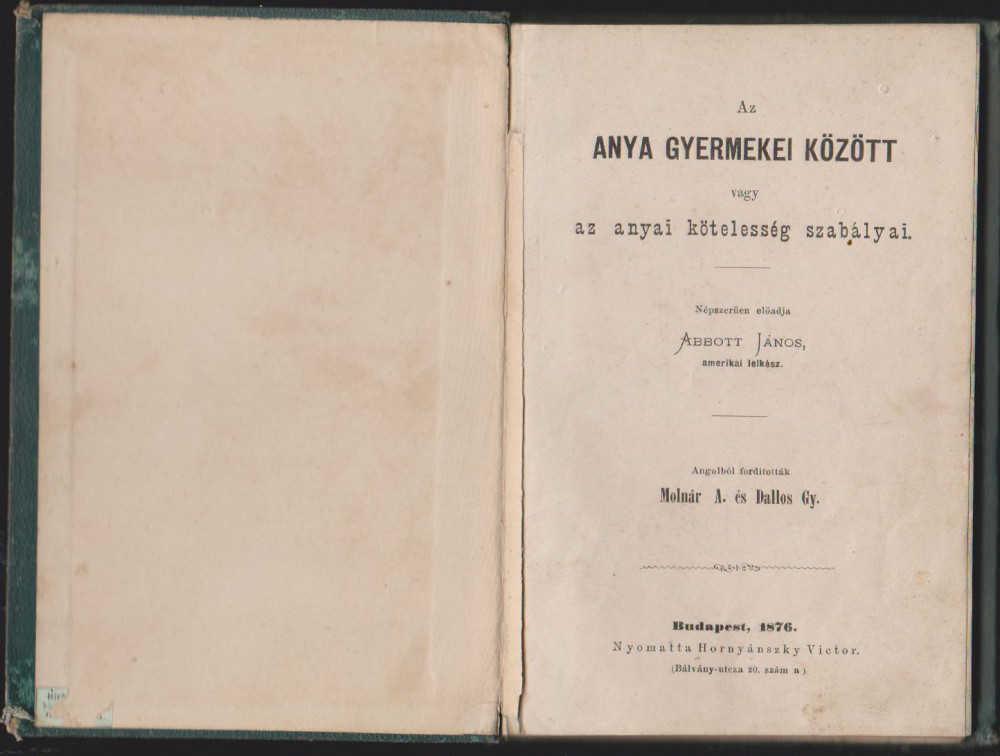 Az
ANYA GYERMEKEI KÖZÖTT
vagy
az anyai kötelesség szabályai.
Népszerűen előadja
ABBOTT JÁNOS,
amerikai lelkész.
Angolból fordították
Molnár A. és Dallos Gy.
Budapest, 1876.
Nyomatta Hornyánszky Victor.
(Bálvány-utcza 20. szám a)